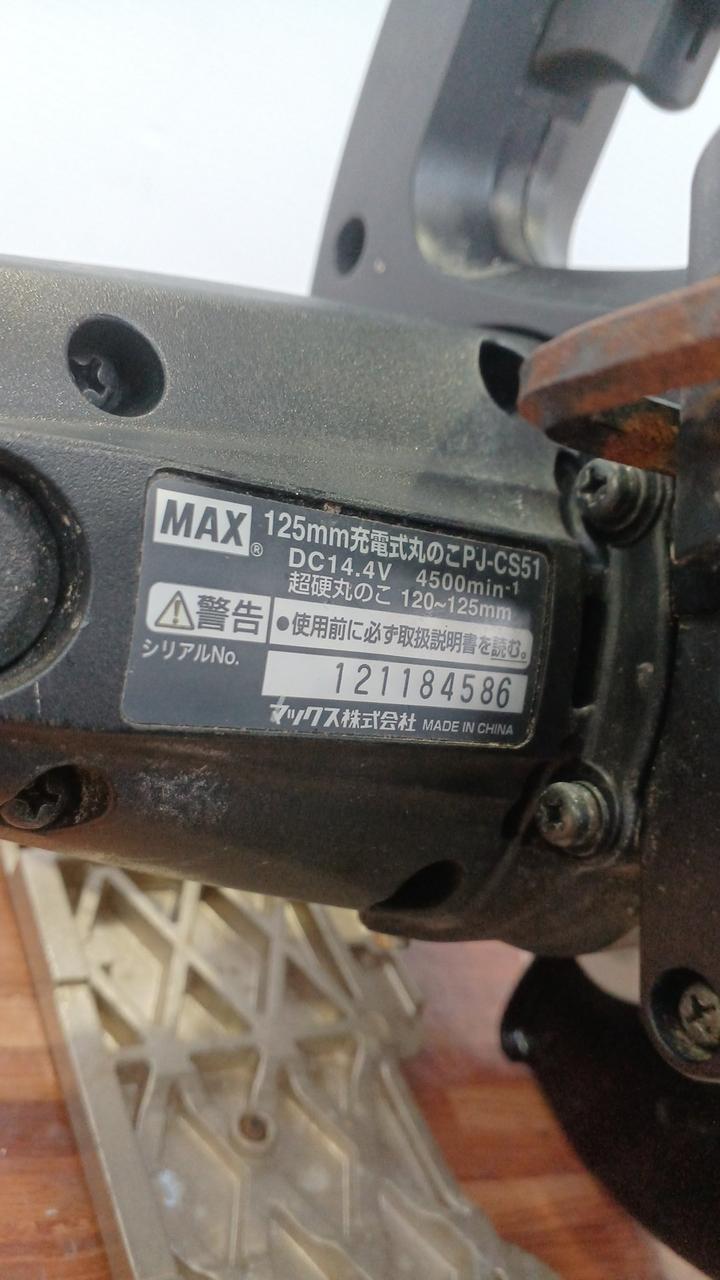 MAX® 125mm充電式丸のこPJ-CS51
DC14.4V 4500min-1
超硬丸のこ 120~125mm
警告 ●使用前に必ず取扱説明書を読む。
シリアルNo. 121184586
マックス株式会社 MADE IN CHINA